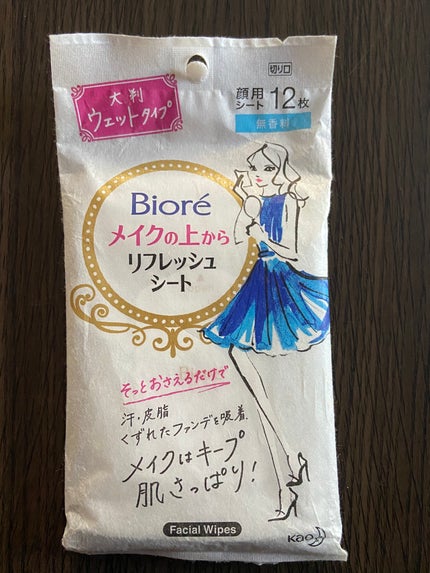 切り口
大判
ウェットタイプ
顔用
シート 12枚
無香料
Bioré
メイクの上から
リフレッシュ
シート
そっとおさえるだけで
汗・皮脂
くずれたファンデを吸着
メイクはキープ
肌さっぱり!
Facial Wipes
Kao